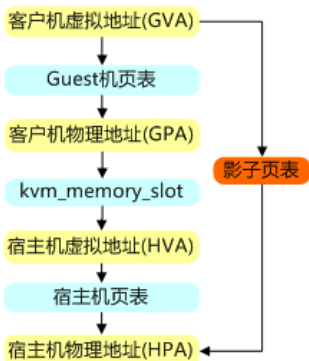 客户机虚拟地址(GVA)
Guest机页表
客户机物理地址(GPA)
影子页表
kvm_memory_slot
宿主机虚拟地址(HVA)
宿主机页表
宿主机物理地址(HPA)